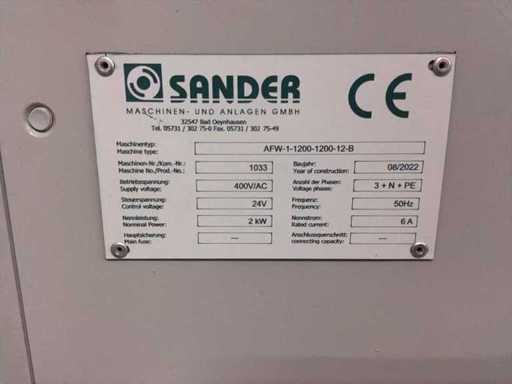 SANDER
CE
MASCHINEN- UND ANLAGEN GMBH
32547 Bad Oeynhausen
Tel. 05731 / 302 75-0 Fax. 05731 / 302 75-49
Maschinentyp:
Machine type: AFW-1-1200-1200-12-B
Maschinen-Nr./Kom.-Nr.: Baujahr:
Machine No./Prod.-No.: 1033 Year of construction: 08/2022
Betriebsspannung: Anzahl der Phasen:
Supply voltage: 400V/AC Voltage phases: 3 + N + PE
Steuerspannung: Frequenz:
Control voltage: 24V Frequency: 50Hz
Nennleistung: Nennstrom:
Nominal Power: 2 kW Rated current: 6 A
Hauptsicherung: Anschlussquerschnitt:
Main fuse: --- connecting capacity: ---